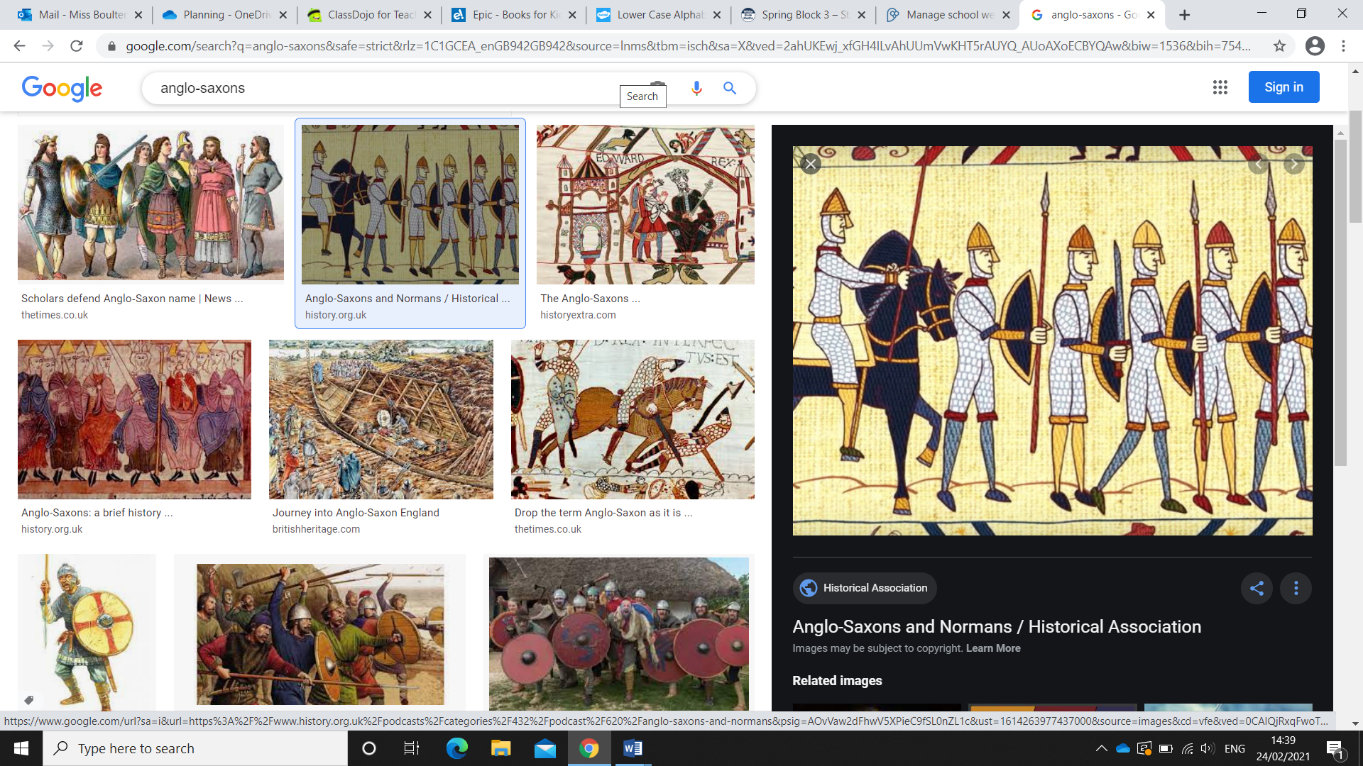 Mail - Miss Boulter
Planning - OneDriv
ClassDojo for Teac
Epic - Books for Ki
Lower Case Alphab
Spring Block 3 – St
Manage school we
anglo-saxons - Goo
google.com/search?q=anglo-saxons&safe=strict&rlz=1C1GCEA_enGB942GB942&source=lnms&tbm=isch&sa=X&ved=2ahUKEwj_xfGH4ILvAhUUmVwKHT5rAUYQ_AUoAXoECBYQAw&biw=1536&bih=754...
Google
anglo-saxons
Search
Sign in
EDVVARD REX:
Scholars defend Anglo-Saxon name | News ...
thetimes.co.uk
Anglo-Saxons and Normans / Historical ...
history.org.uk
The Anglo-Saxons ...
historyextra.com
TVS:EST
Anglo-Saxons: a brief history ...
history.org.uk
Journey into Anglo-Saxon England
britishheritage.com
Drop the term Anglo-Saxon as it is ...
thetimes.co.uk
Historical Association
Anglo-Saxons and Normans / Historical Association
Images may be subject to copyright. Learn More
Related images
https://www.google.com/url?sa=i&url=https%3A%2F%2Fwww.history.org.uk%2Fpodcasts%2Fcategories%2F432%2Fpodcast%2F620%2Fanglo-saxons-and-normans&psig=AOvVaw2dFhwV5XPieC9fSL0nZL1c&ust=1614263977437000&source=images&cd=vfe&ved=0CAIQjRxqFwoT...
Type here to search
ENG
14:39
24/02/2021
1